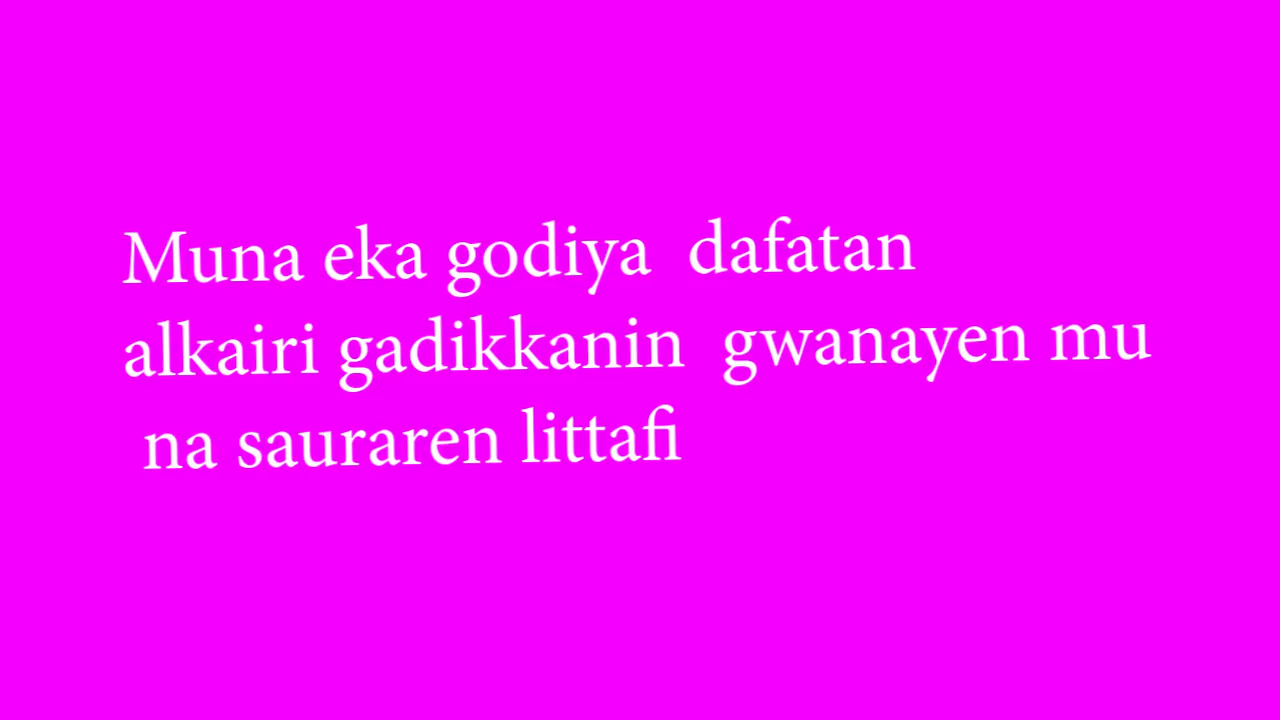 Muna eka godiya  dafatan
alkairi gadikkanin  gwanayen mu
na sauraren littafi